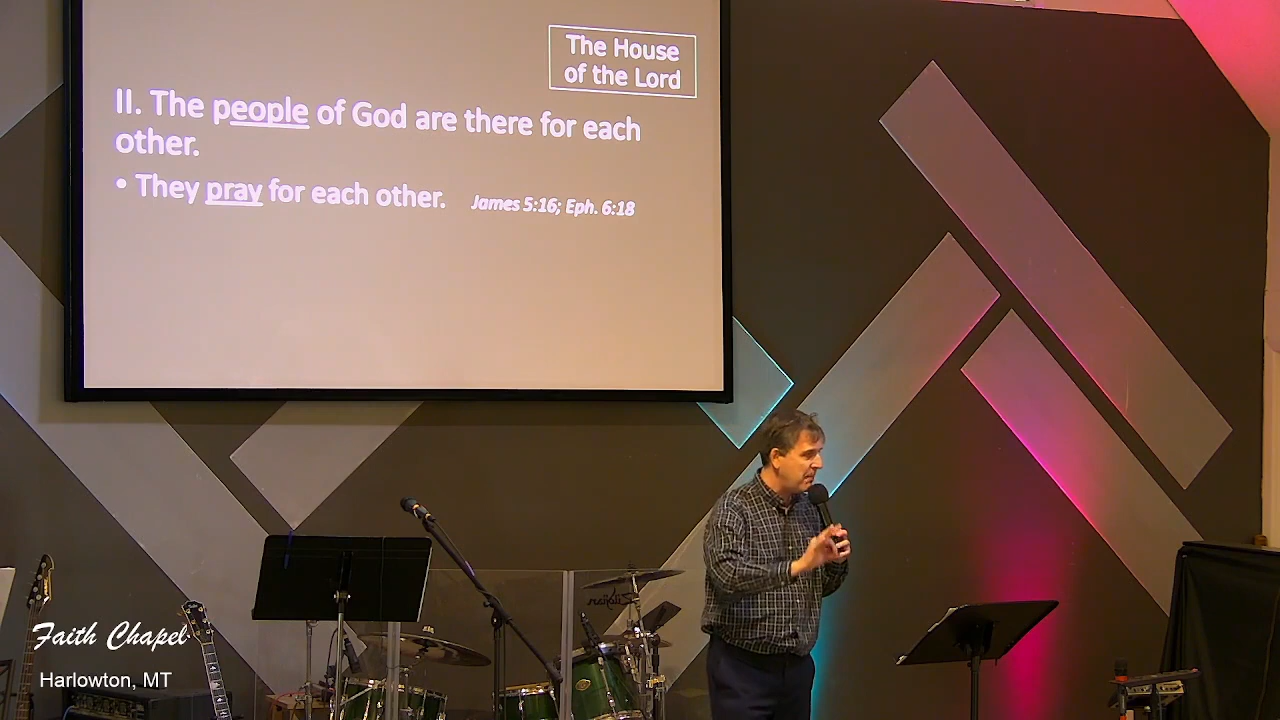 The House
of the Lord
II. The people of God are there for each
other.
• They pray for each other. James 5:16; Eph. 6:18
Zildjian
Faith Chapel
Harlowton, MT